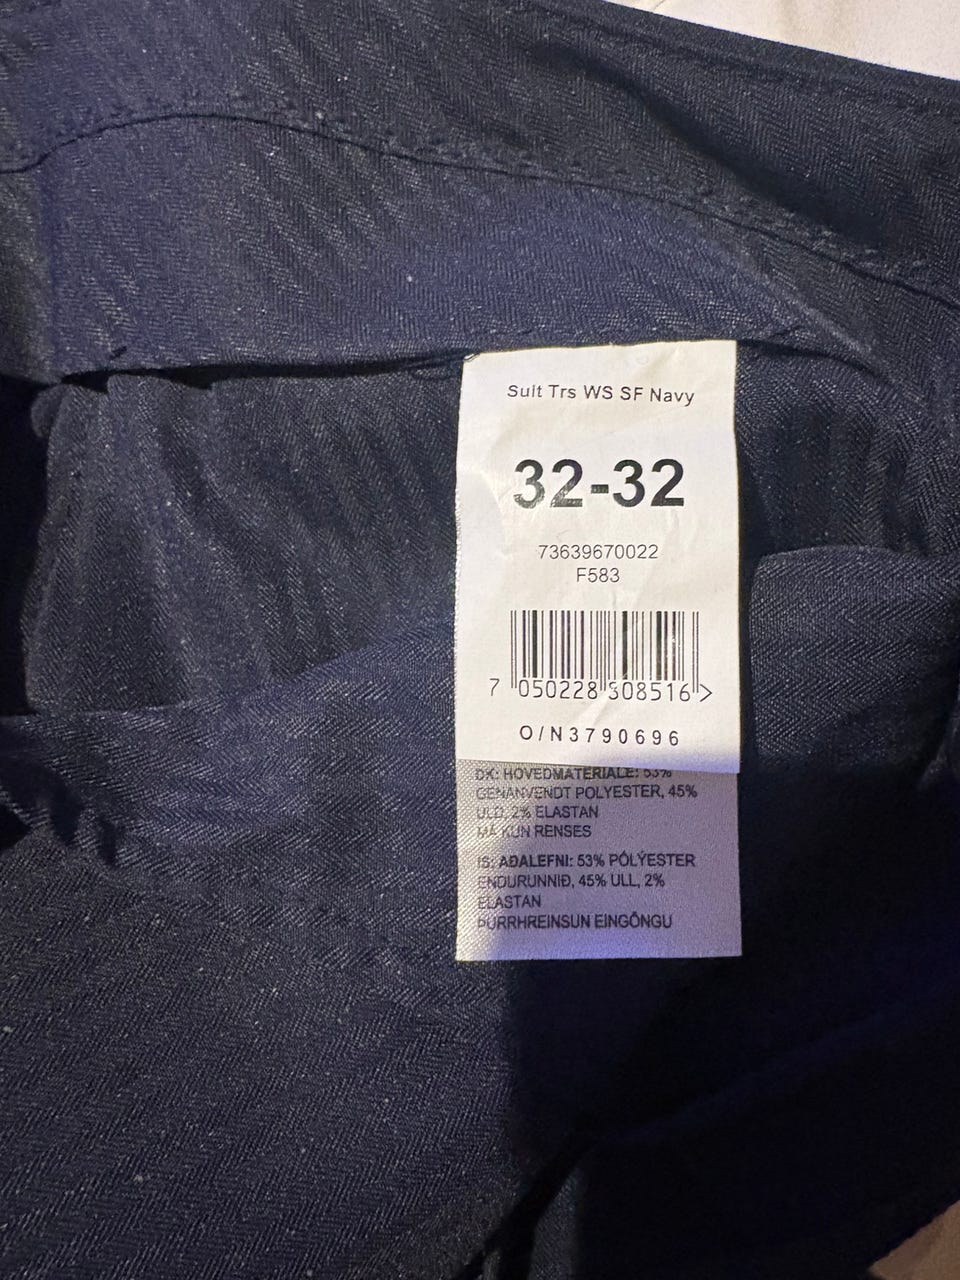 Suit Trs WS SF Navy
32-32
73639670022
F583
7 050228 308516 >
O/N3790696
DK: HOVEDMATERIALE: 53%
GENANVENDT POLYESTER, 45%
ULD, 2% ELASTAN
MÅ KUN RENSES
IS: AÐALEFNI: 53% PÓLÝESTER
ENDURUNNIÐ, 45% ULL, 2%
ELASTAN
ÞURRHREINSUN EINGÖNGU